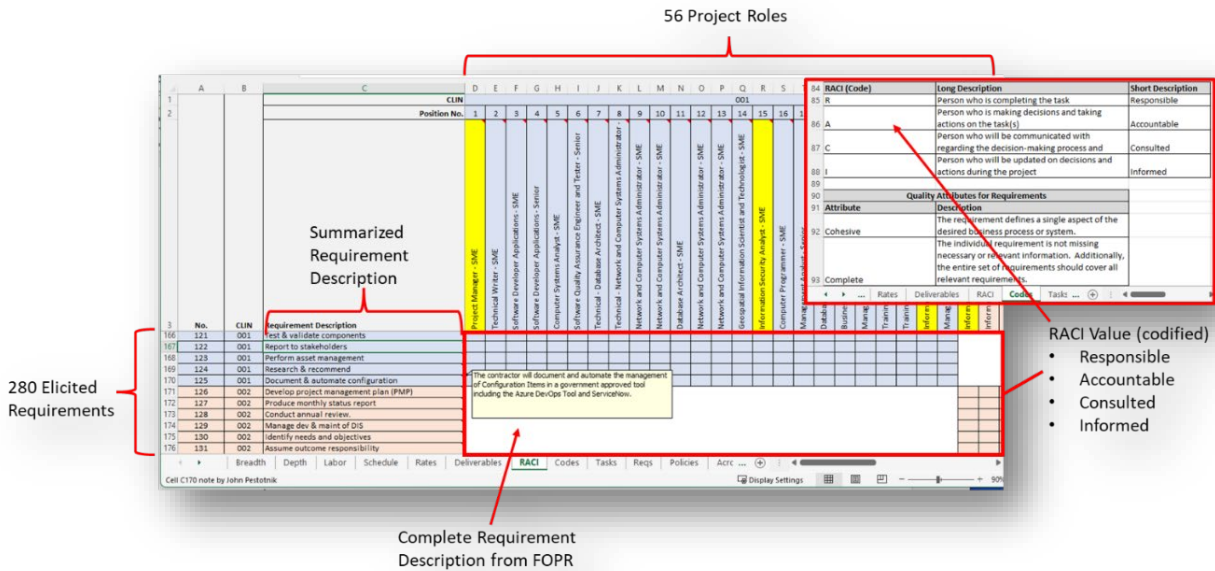 56 Project Roles
A B C D E F G H I J K L M N O P Q R S
1 CLIN 001
2 Position No. 1 2 3 4 5 6 7 8 9 10 11 12 13 14 15 16
Project Manager - SME
Technical Writer - SME
Software Developer Applications - SME
Software Developer Applications - Senior
Computer Systems Analyst - SME
Software Quality Assurance Engineer and Tester - Senior
Technical - Database Architect - SME
Technical - Network and Computer Systems Administrator -
Network and Computer Systems Administrator - SME
Network and Computer Systems Administrator - SME
Database Architect - SME
Network and Computer Systems Administrator - SME
Network and Computer Systems Administrator - SME
Geospatial Information Scientist and Technologist - SME
Information Security Analyst - SME
Computer Programmer - SME
84 RACI (Code) Long Description Short Description
85 R Person who is completing the task Responsible
Person who is making decisions and taking
86 A actions on the task(s) Accountable
Person who will be communicated with
87 C regarding the decision-making process and Consulted
Person who will be updated on decisions and
88 I actions during the project Informed
89
90 Quality Attributes for Requirements
91 Attribute Description
The requirement defines a single aspect of the
92 Cohesive desired business process or system.
The individual requirement is not missing
necessary or relevant information. Additionally,
the entire set of requirements should cover all
93 Complete relevant requirements.
... Rates Deliverables RACI Codes Tasks ...
Summarized
Requirement
Description
3 No. CLIN Requirement Description
166 121 001 Test & validate components
167 122 001 Report to stakeholders
168 123 001 Perform asset management
169 124 001 Research & recommend
170 125 001 Document & automate configuration
171 126 002 Develop project management plan (PMP)
172 127 002 Produce monthly status report
173 128 002 Conduct annual review.
174 129 002 Manage dev & maint of DIS
175 130 002 Identify needs and objectives
176 131 002 Assume outcome responsibility
The contractor will document and automate the management
of Configuration Items in a government approved tool
including the Azure DevOps Tool and ServiceNow.
280 Elicited
Requirements
RACI Value (codified)
• Responsible
• Accountable
• Consulted
• Informed
Breadth Depth Labor Schedule Rates Deliverables RACI Codes Tasks Reqs Policies Acrc ...
Cell C170 note by John Pestotnik Display Settings 90%
Complete Requirement
Description from FOPR